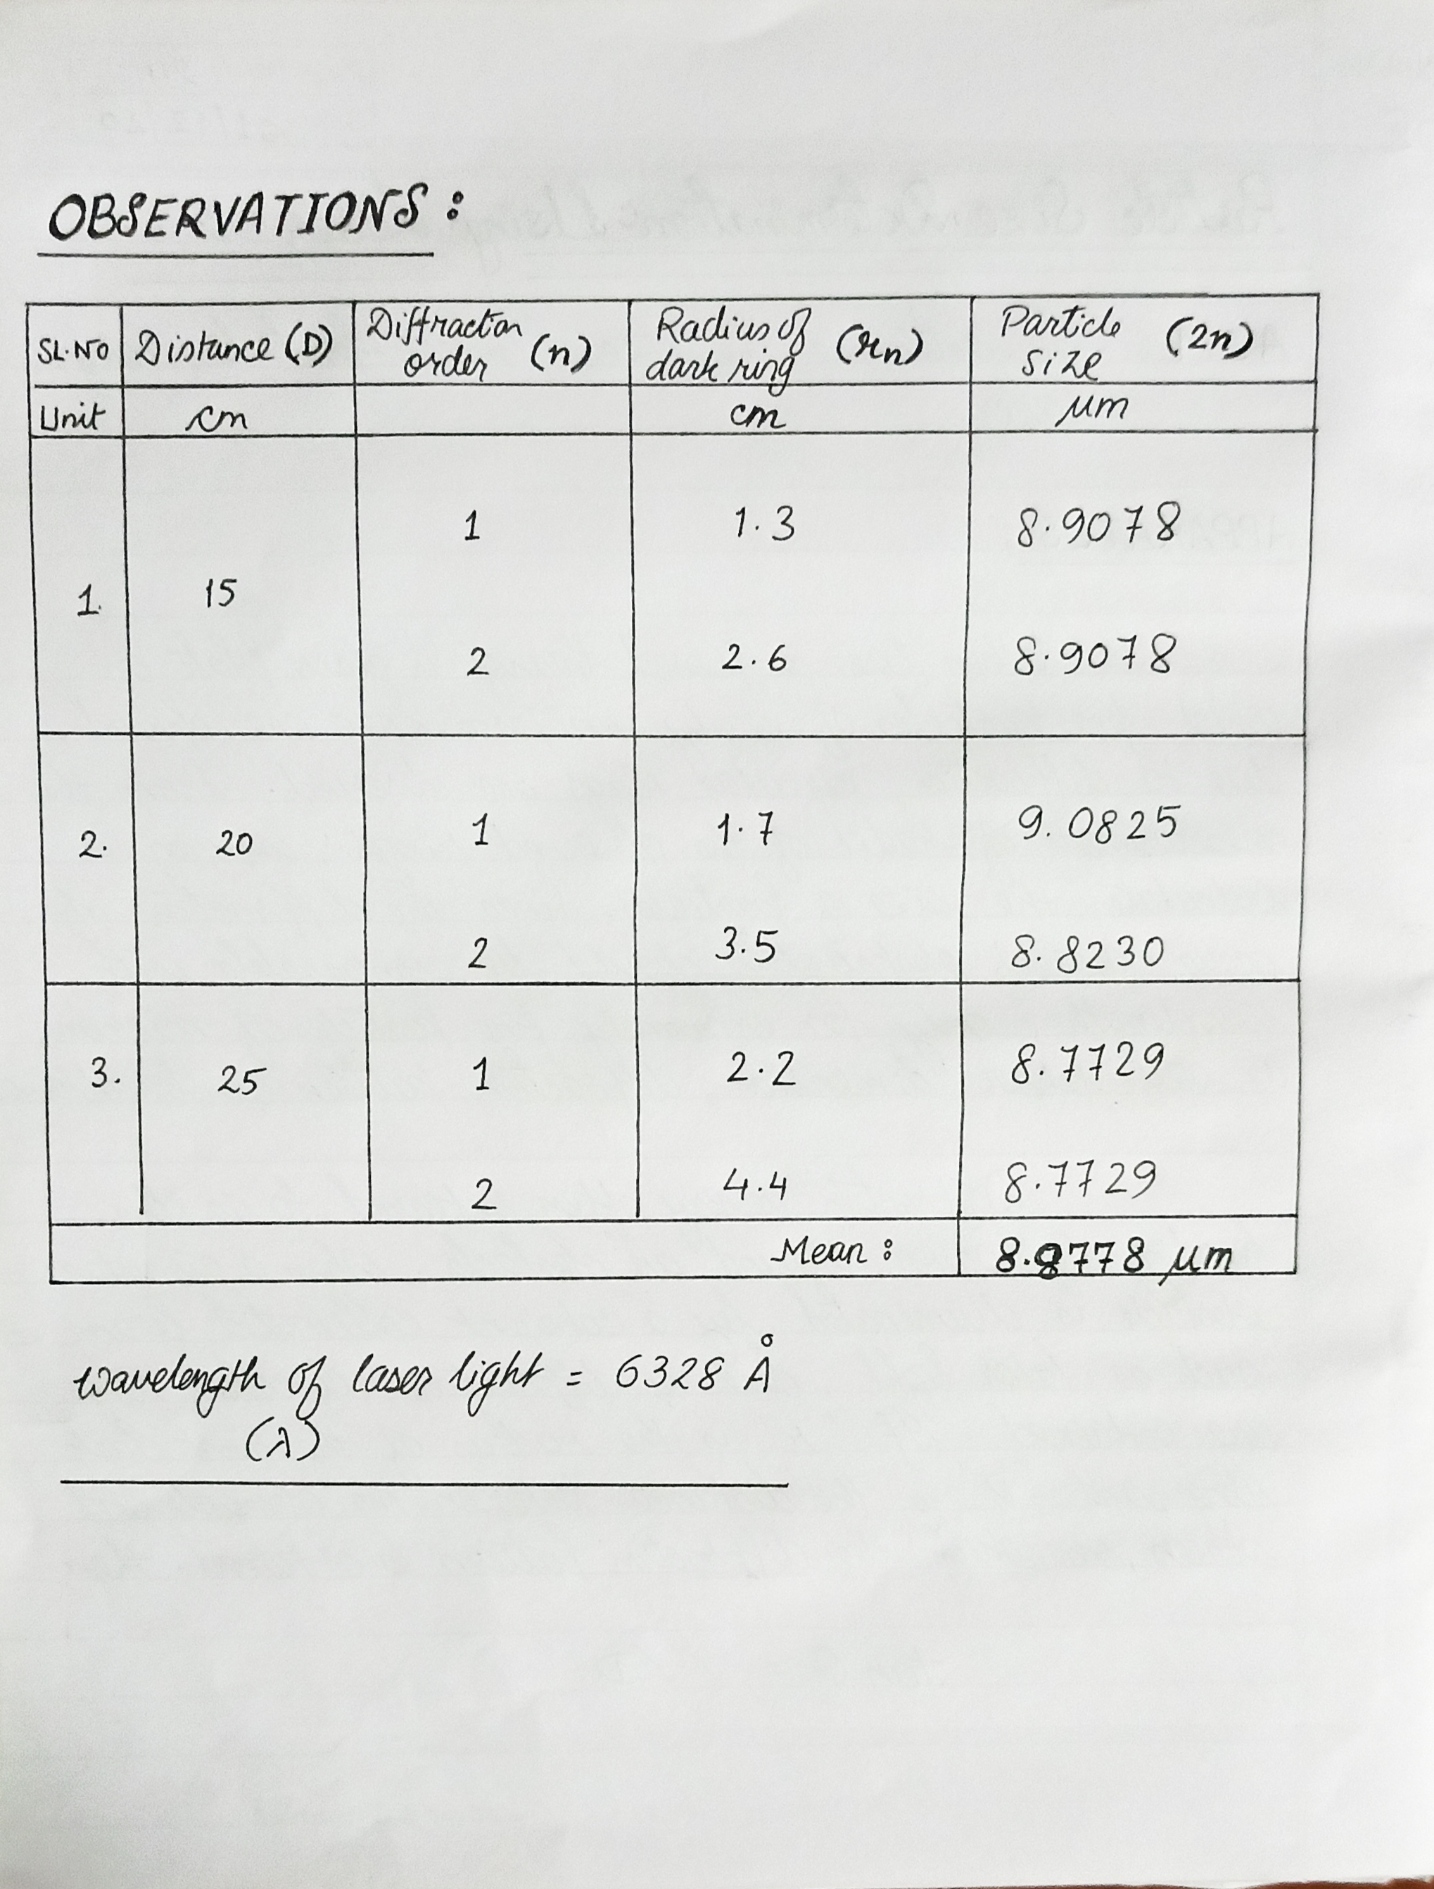 OBSERVATIONS :
SL.NO Distance (D) Diffraction order (n) Radius of dark ring (rn) Particle size (2r)
Unit cm cm μm
1. 15 1 1.3 8.9078
2 2.6 8.9078
2. 20 1 1.7 9.0825
2 3.5 8.8230
3. 25 1 2.2 8.7729
2 4.4 8.7729
Mean : 8.8778 μm
wavelength of laser light = 6328 Å
(λ)